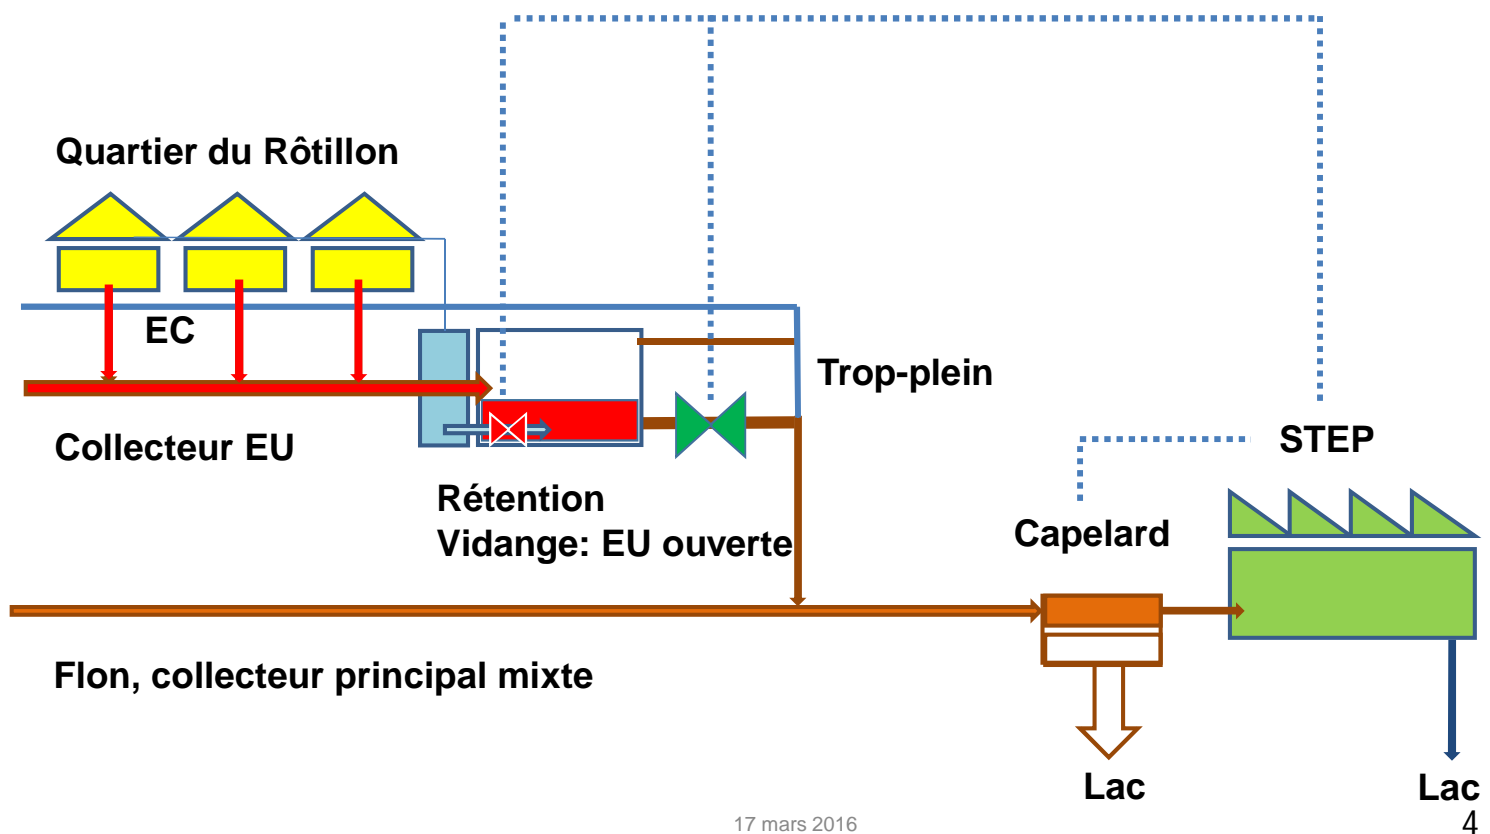 Quartier du Rôtillon
EC
Trop-plein
Collecteur EU
STEP
Rétention
Vidange: EU ouverte
Capelard
Flon, collecteur principal mixte
Lac
Lac
17 mars 2016
4